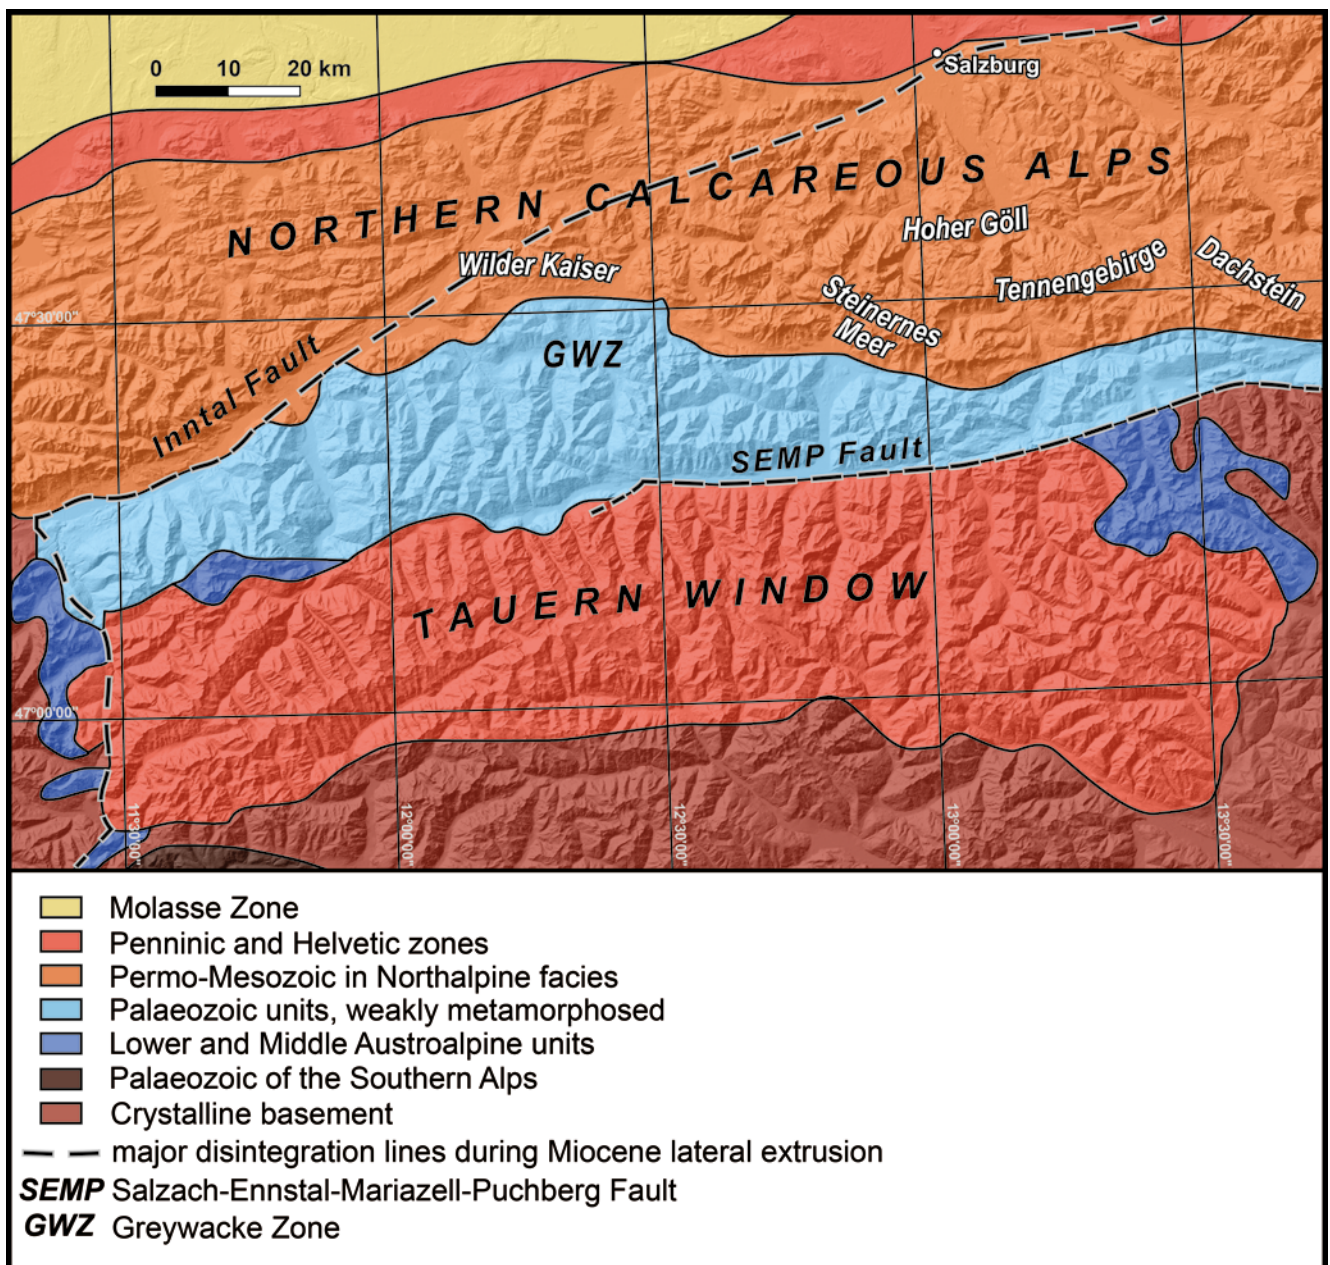 0 10 20 km
Salzburg
NORTHERN CALCAREOUS ALPS
Hoher Göll
Wilder Kaiser
Tennengebirge
Dachstein
Steinernes
Meer
47°30'00"
GWZ
Inntal Fault
SEMP Fault
TAUERN WINDOW
47°00'00"
11°30'00"
12°00'00"
12°30'00"
13°00'00"
13°30'00"
Molasse Zone
Penninic and Helvetic zones
Permo-Mesozoic in Northalpine facies
Palaeozoic units, weakly metamorphosed
Lower and Middle Austroalpine units
Palaeozoic of the Southern Alps
Crystalline basement
major disintegration lines during Miocene lateral extrusion
SEMP Salzach-Ennstal-Mariazell-Puchberg Fault
GWZ Greywacke Zone